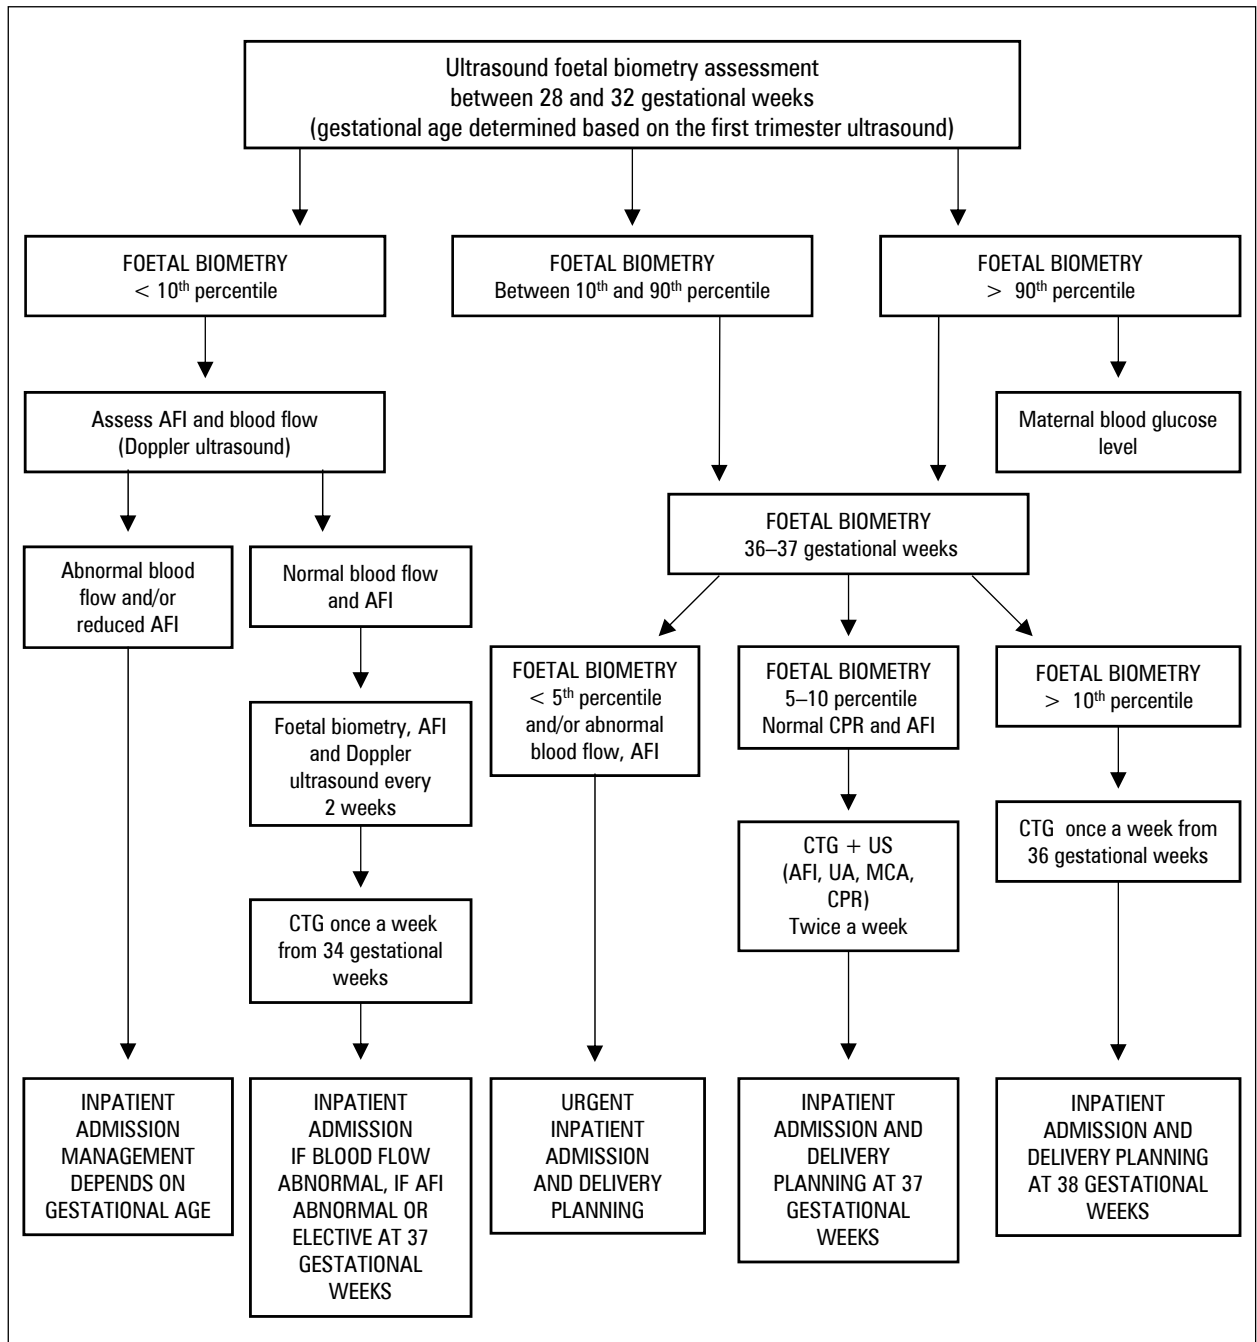 Ultrasound foetal biometry assessment
between 28 and 32 gestational weeks
(gestational age determined based on the first trimester ultrasound)
FOETAL BIOMETRY
< 10th percentile
FOETAL BIOMETRY
Between 10th and 90th percentile
FOETAL BIOMETRY
> 90th percentile
Assess AFI and blood flow
(Doppler ultrasound)
Maternal blood glucose
level
FOETAL BIOMETRY
36–37 gestational weeks
Abnormal blood
flow and/or
reduced AFI
Normal blood flow
and AFI
FOETAL BIOMETRY
< 5th percentile
and/or abnormal
blood flow, AFI
FOETAL BIOMETRY
5–10 percentile
Normal CPR and AFI
FOETAL BIOMETRY
> 10th percentile
Foetal biometry, AFI
and Doppler
ultrasound every
2 weeks
CTG + US
(AFI, UA, MCA,
CPR)
Twice a week
CTG once a week from
36 gestational weeks
CTG once a week
from 34 gestational
weeks
INPATIENT
ADMISSION
MANAGEMENT
DEPENDS ON
GESTATIONAL AGE
INPATIENT
ADMISSION
IF BLOOD FLOW
ABNORMAL, IF AFI
ABNORMAL OR
ELECTIVE AT 37
GESTATIONAL
WEEKS
URGENT
INPATIENT
ADMISSION
AND DELIVERY
PLANNING
INPATIENT
ADMISSION AND
DELIVERY
PLANNING AT 37
GESTATIONAL
WEEKS
INPATIENT
ADMISSION AND
DELIVERY PLANNING
AT 38 GESTATIONAL
WEEKS